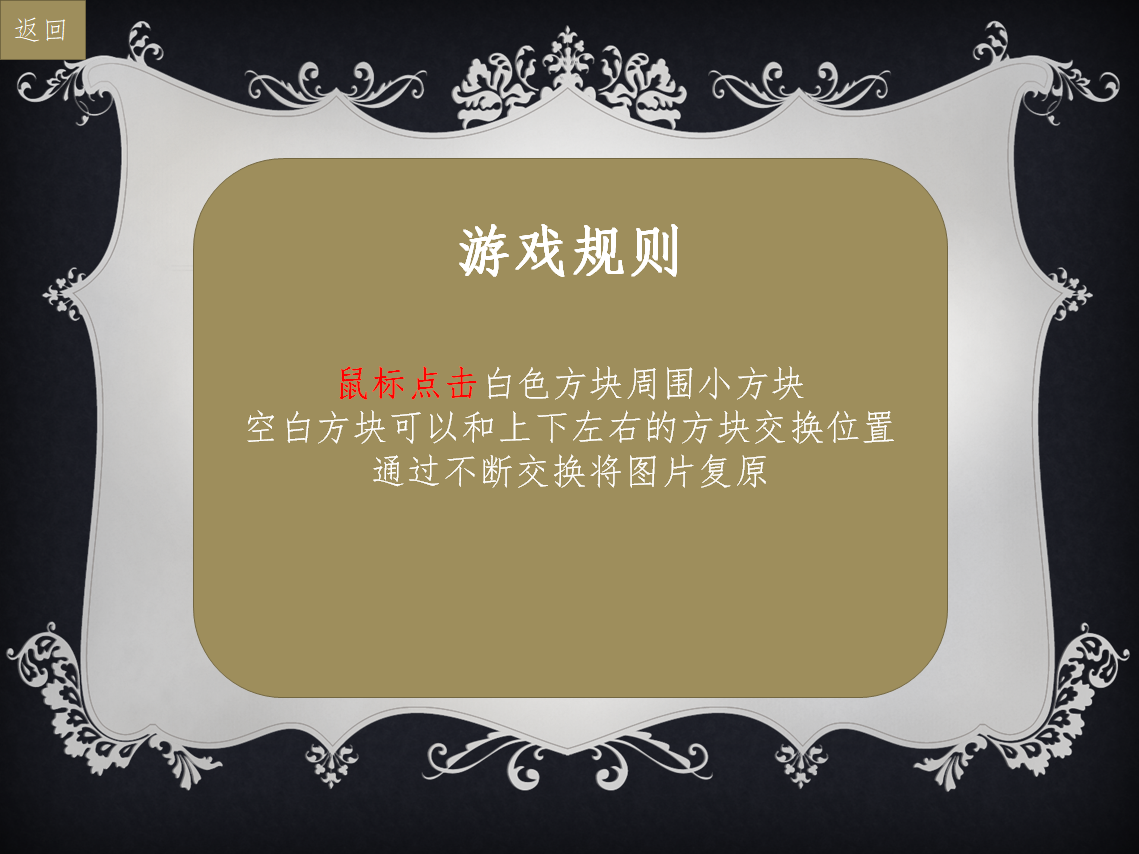 返回
游戏规则
鼠标点击白色方块周围小方块
空白方块可以和上下左右的方块交换位置
通过不断交换将图片复原